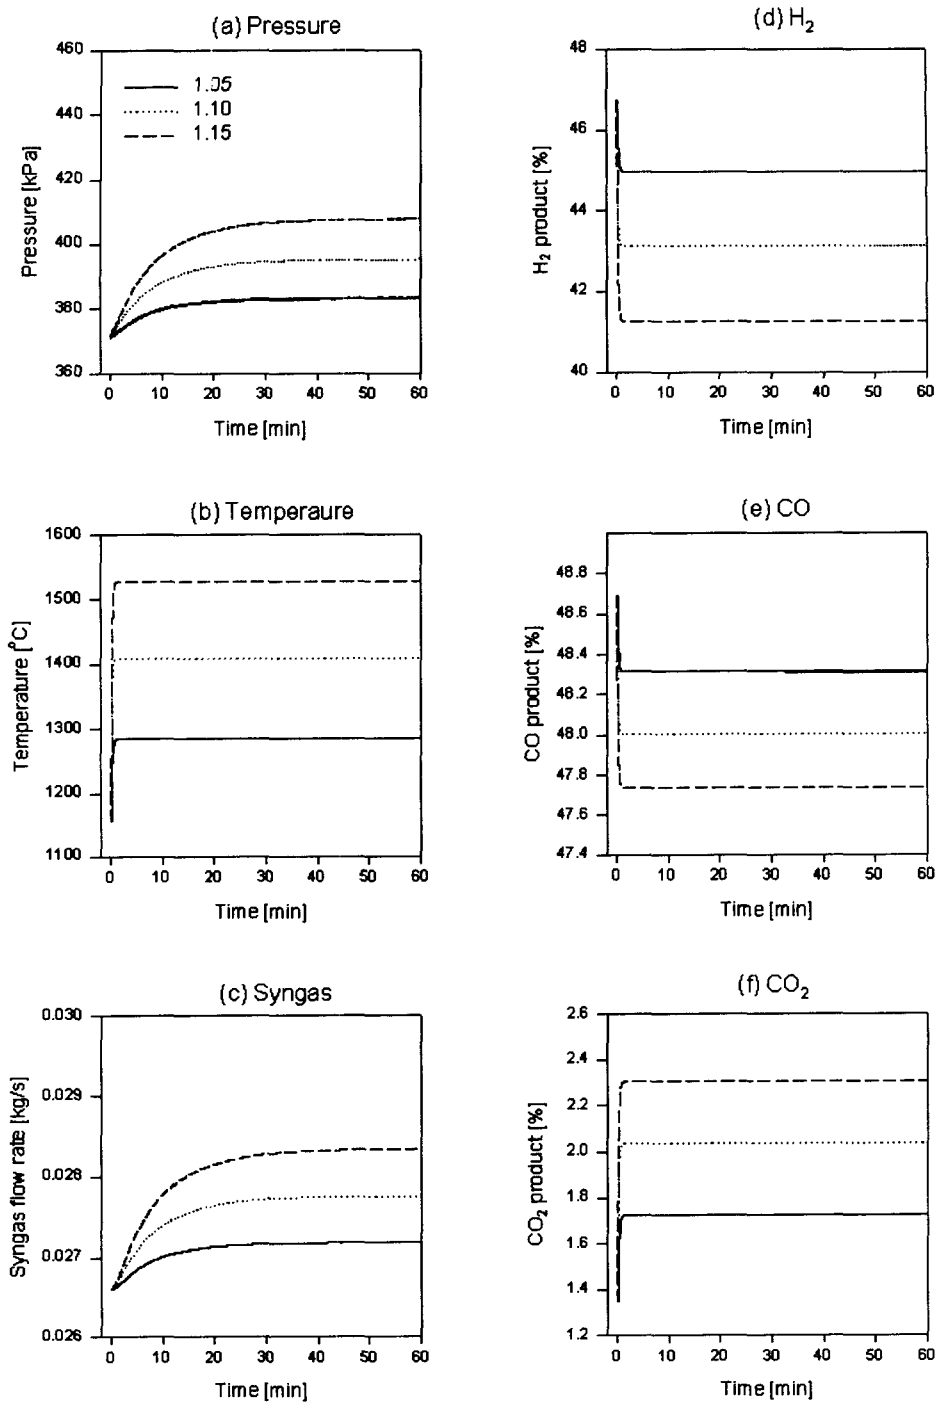 (a) Pressure
460
440
420
400
380
360
Pressure [kPa]
1.05
1.10
1.15
0 10 20 30 40 50 60
Time [min]
(d) H₂
48
46
44
42
40
H₂ product [%]
0 10 20 30 40 50 60
Time [min]
(b) Temperaure
1600
1500
1400
1300
1200
1100
Temperature [°C]
0 10 20 30 40 50 60
Time [min]
(e) CO
48.8
48.6
48.4
48.2
48.0
47.8
47.6
47.4
CO product [%]
0 10 20 30 40 50 60
Time [min]
(c) Syngas
0.030
0.029
0.028
0.027
0.026
Syngas flow rate [kg/s]
0 10 20 30 40 50 60
Time [min]
(f) CO₂
2.6
2.4
2.2
2.0
1.8
1.6
1.4
1.2
CO₂ product [%]
0 10 20 30 40 50 60
Time [min]